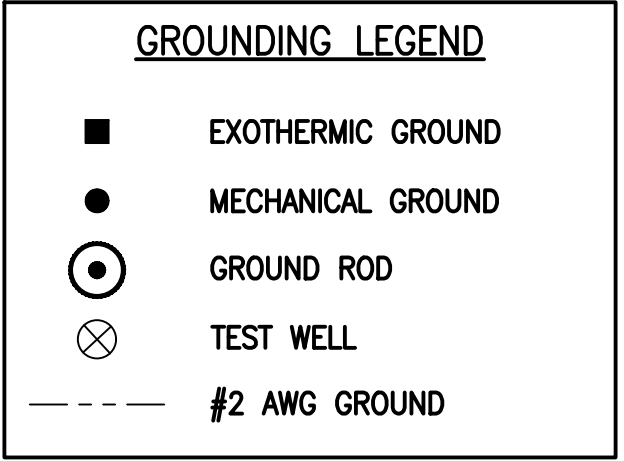 GROUNDING LEGEND
EXOTHERMIC GROUND
MECHANICAL GROUND
GROUND ROD
TEST WELL
#2 AWG GROUND